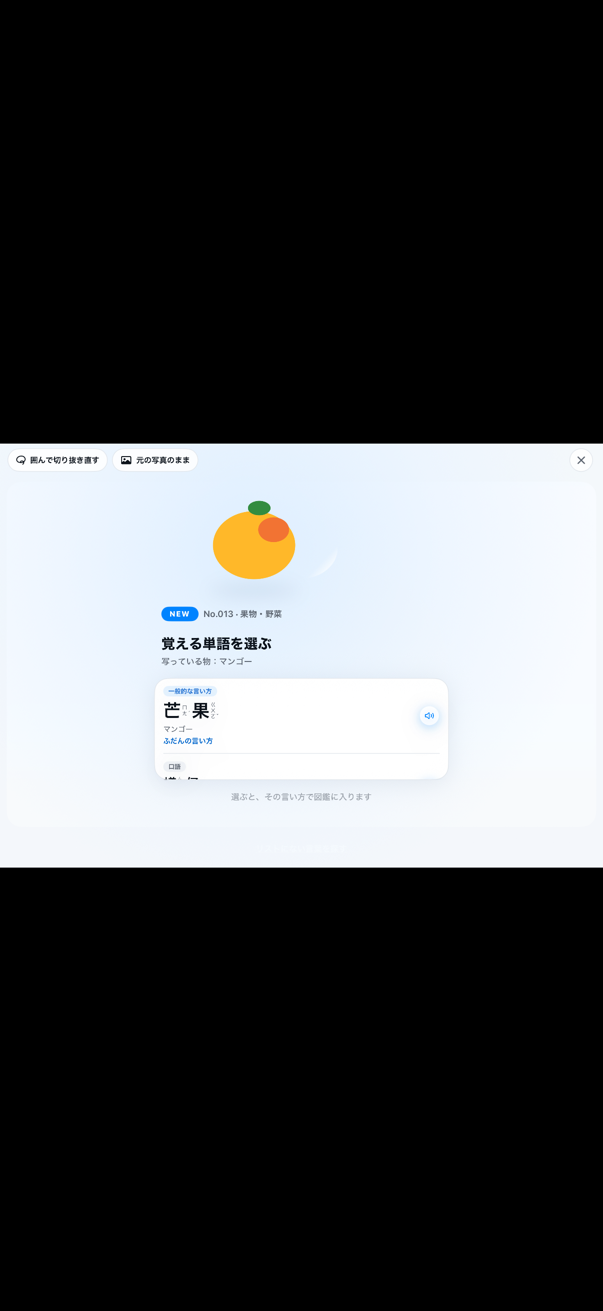 囲んで切り抜き直す
元の写真のまま
NEW No.013・果物・野菜
覚える単語を選ぶ
写っている物：マンゴー
一般的な言い方
芒果
マンゴー
ふだんの言い方
口語
選ぶと、その言い方で図鑑に入ります